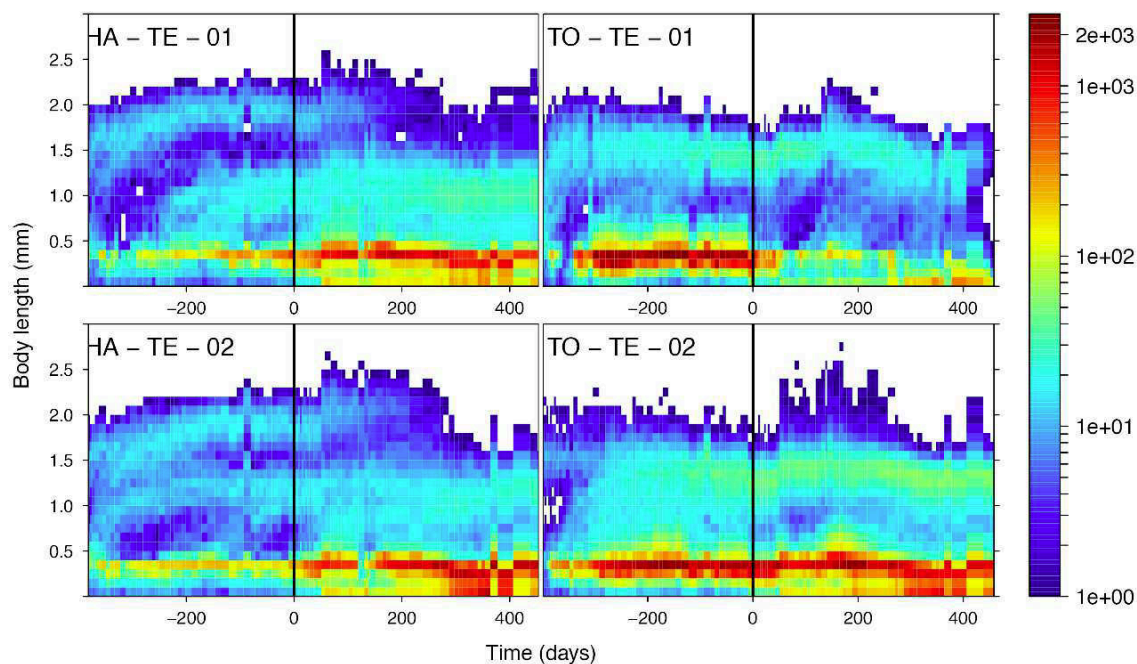 HA – TE – 01
TO – TE – 01
2.5
2.0
1.5
1.0
0.5
−200
0
200
400
−200
0
200
400
HA – TE – 02
TO – TE – 02
2.5
2.0
1.5
1.0
0.5
−200
0
200
400
−200
0
200
400
Body length (mm)
Time (days)
2e+03
1e+03
1e+02
1e+01
1e+00